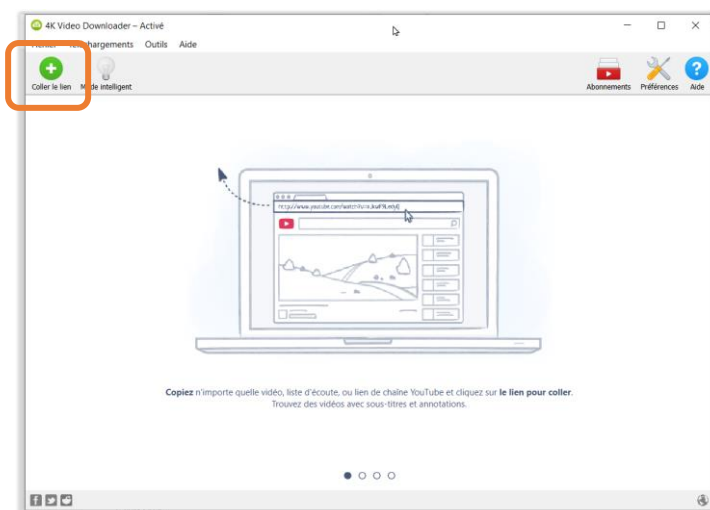 4K Video Downloader – Activé
Téléchargements Outils Aide
Coller le lien Mode intelligent
Abonnements Préférences Aide
Copiez n'importe quelle vidéo, liste d'écoute, ou lien de chaîne YouTube et cliquez sur le lien pour coller.
Trouvez des vidéos avec sous-titres et annotations.